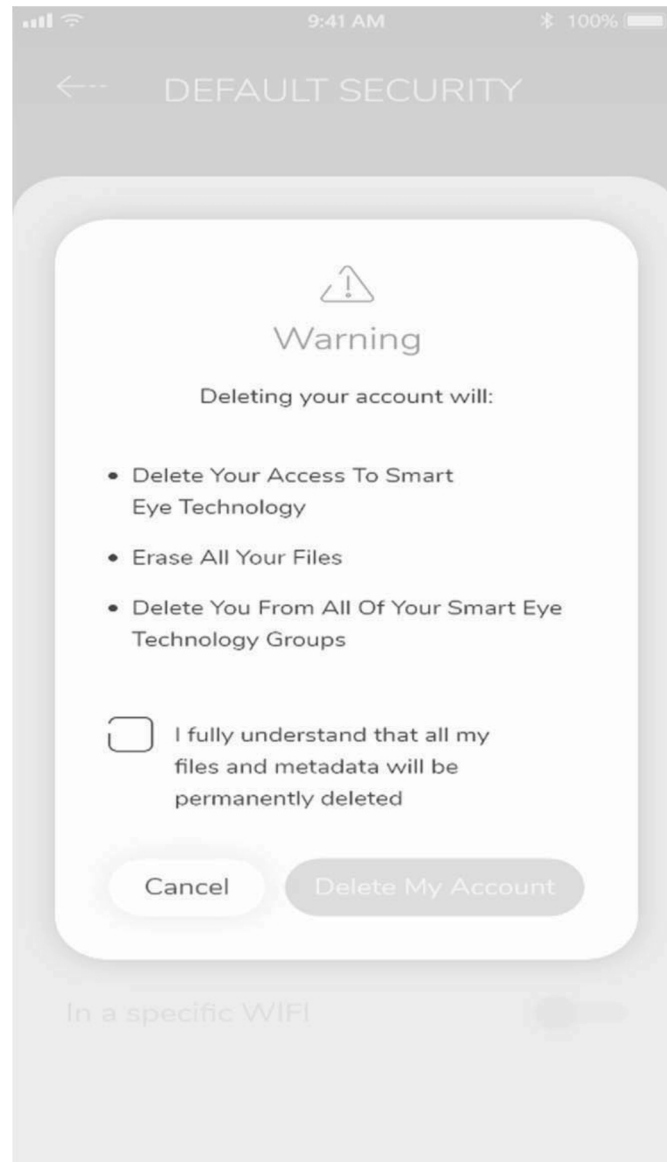 9:41 AM
100%
DEFAULT SECURITY
Warning
Deleting your account will:
• Delete Your Access To Smart
Eye Technology
• Erase All Your Files
• Delete You From All Of Your Smart Eye
Technology Groups
I fully understand that all my
files and metadata will be
permanently deleted
Cancel
Delete My Account
In a specific WIFI